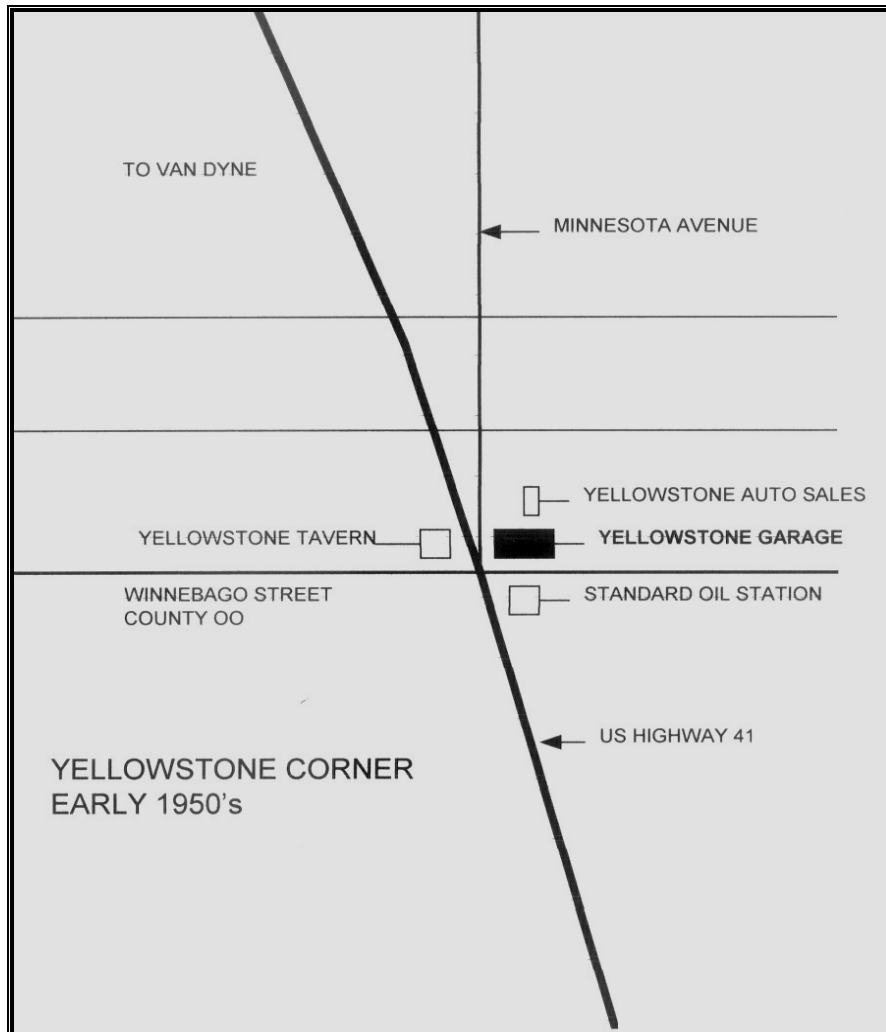 TO VAN DYNE
MINNESOTA AVENUE
YELLOWSTONE AUTO SALES
YELLOWSTONE TAVERN
YELLOWSTONE GARAGE
WINNEBAGO STREET
COUNTY OO
STANDARD OIL STATION
US HIGHWAY 41
YELLOWSTONE CORNER
EARLY 1950's